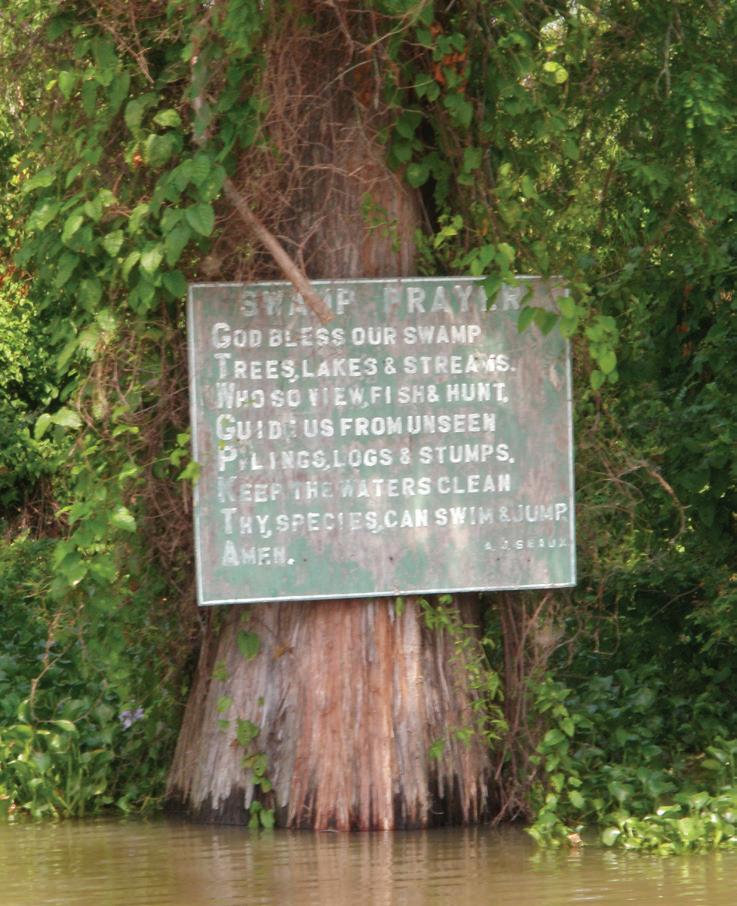 SWAMP PRAYER
GOD BLESS OUR SWAMP
TREES, LAKES & STREAMS.
WHO SO VIEW, FISH & HUNT,
GUIDE US FROM UNSEEN
PILINGS, LOGS & STUMPS.
KEEP THE WATERS CLEAN
THY, SPECIES, CAN SWIM & JUMP.
AMEN.
A. J. SEAUX